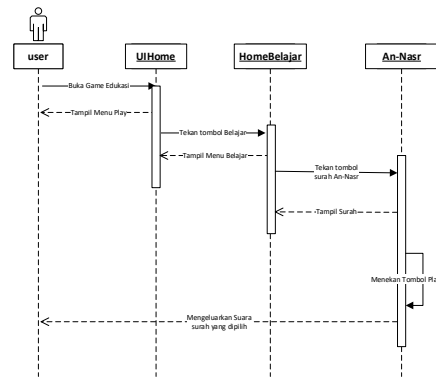 user
UIHome
HomeBelajar
An-Nasr
Buka Game Edukasi
Tampil Menu Play
Tekan tombol Belajar
Tampil Menu Belajar
Tekan tombol
surah An-Nasr
Tampil Surah
Menekan Tombol Pla
Mengeluarkan Suara
surah yang dipilih